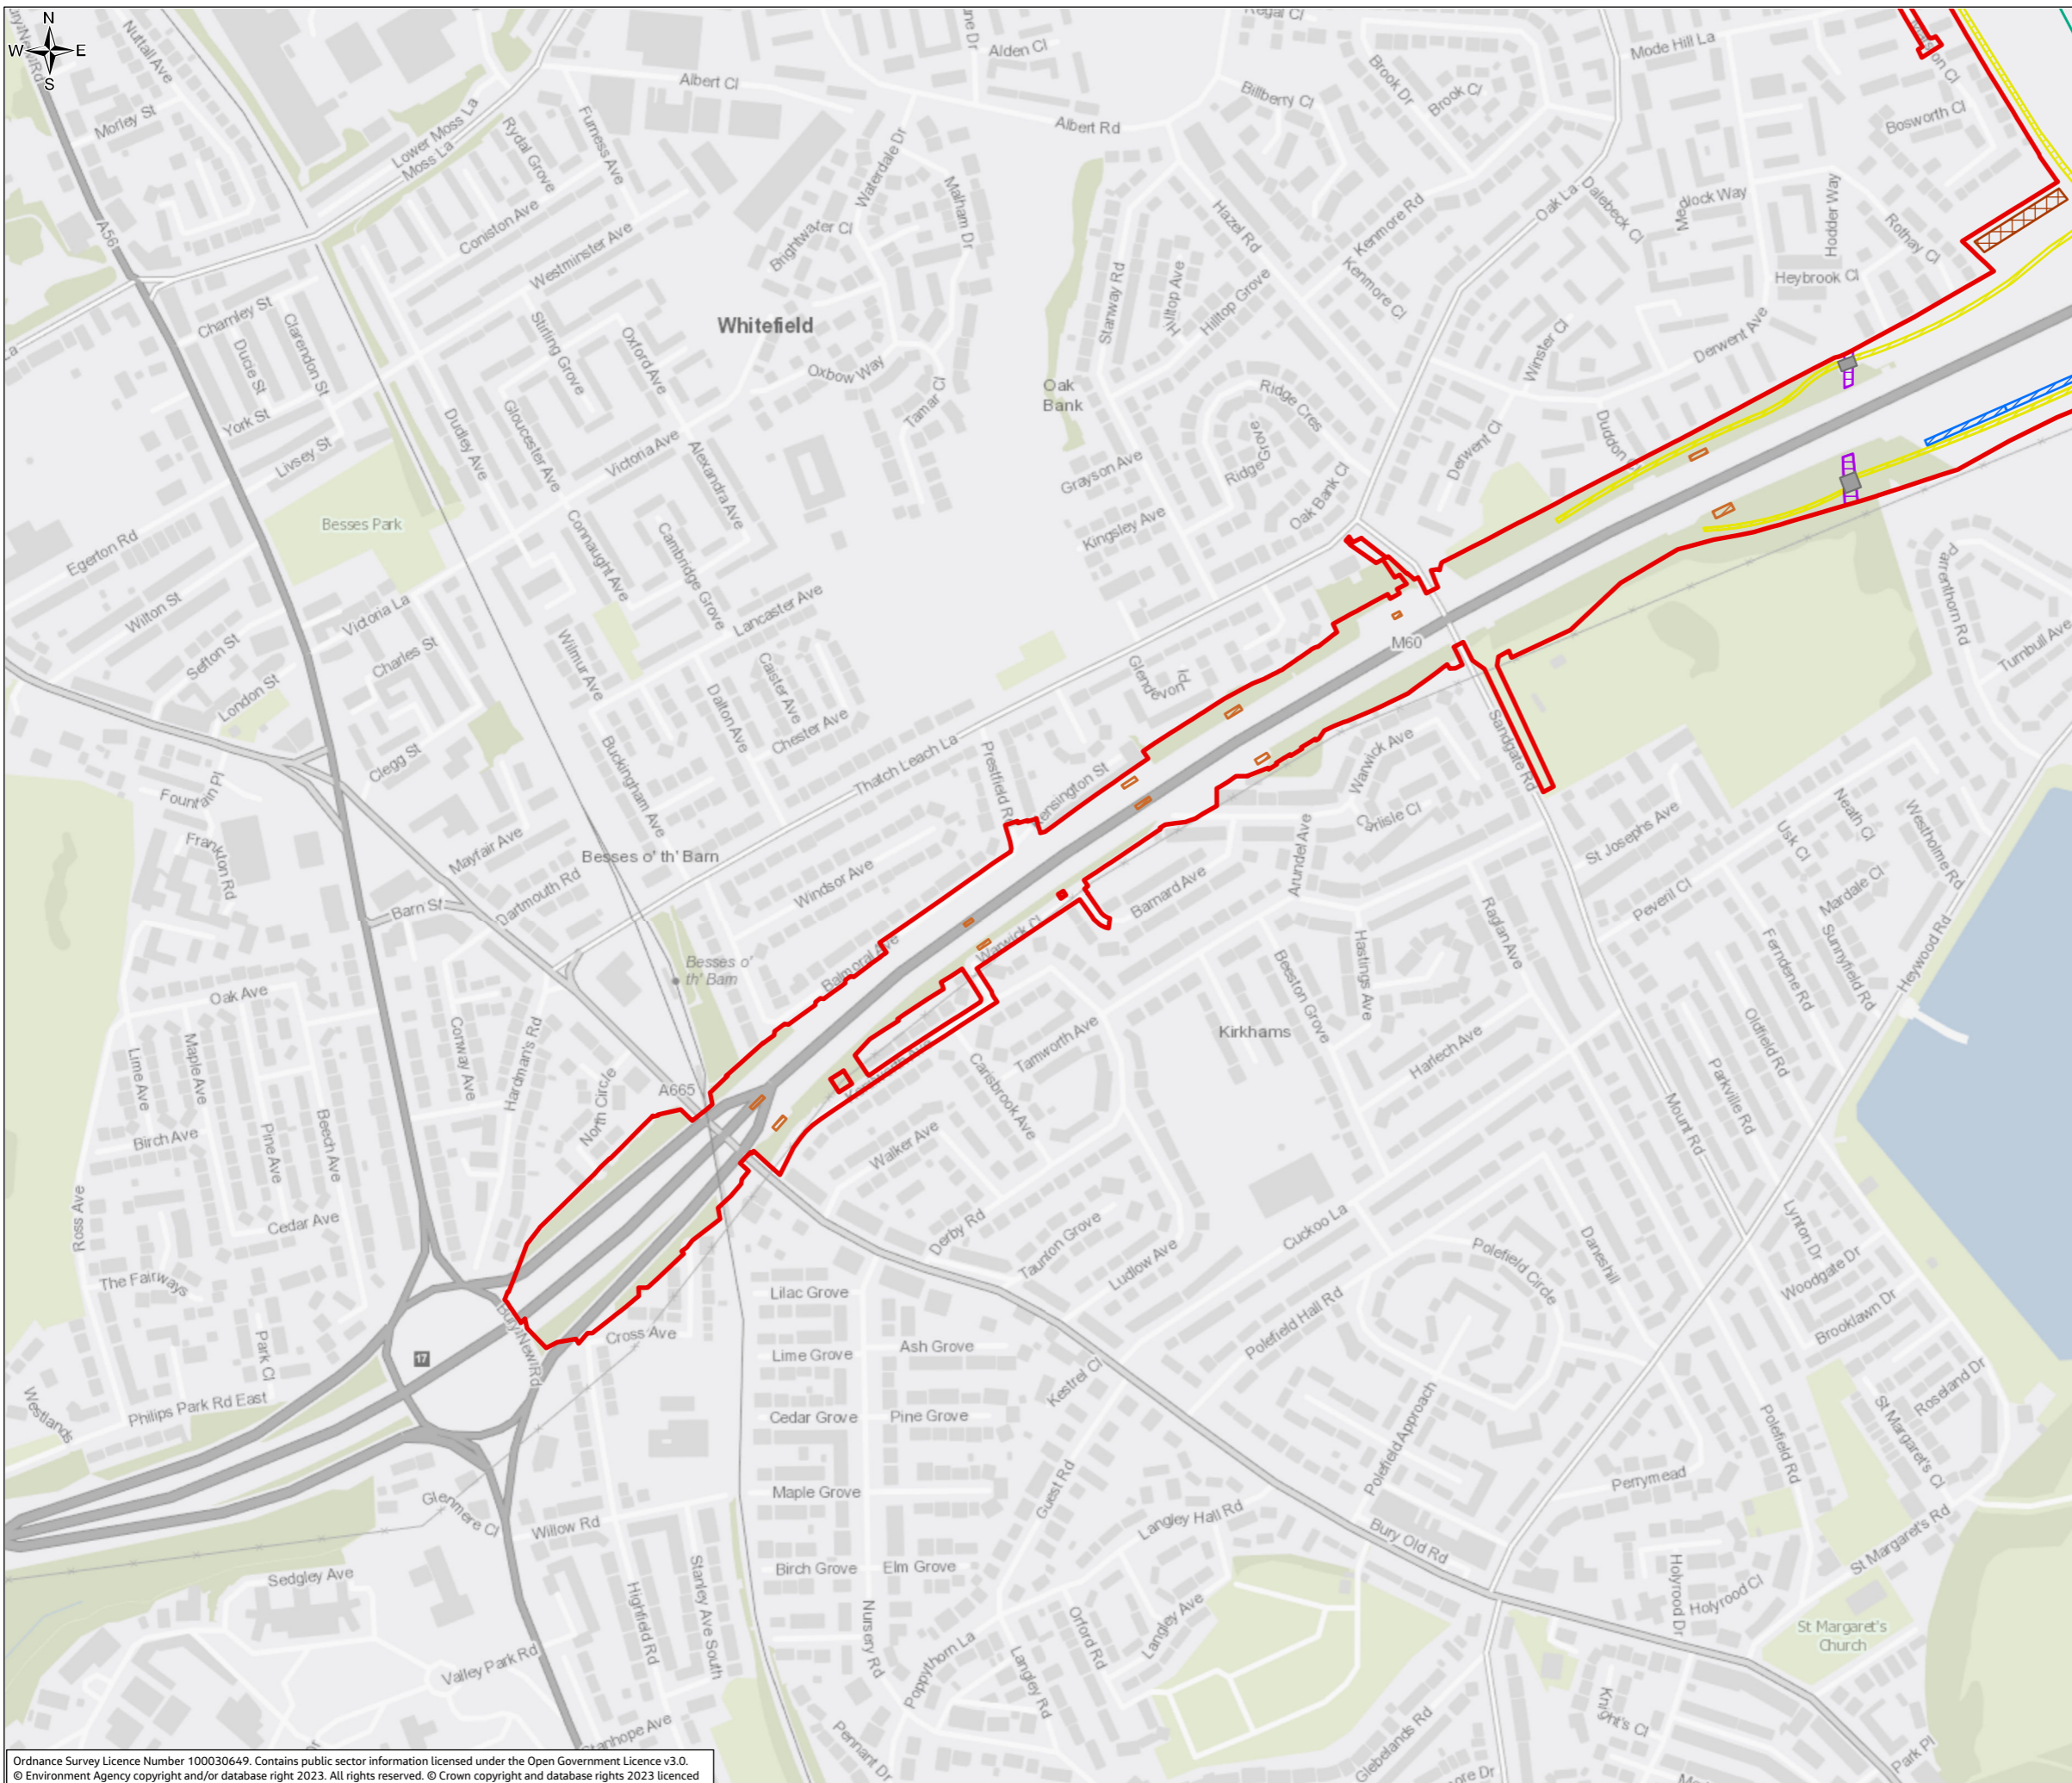 N
W E
S
Nuttall Ave
Morley St
A56
Lower Moss La
Moss La
Rydal Grove
Furness Ave
Albert Cl
Alden Cl
Regal Cl
Albert Rd
Billberry Cl
Brook Dr
Brook Cl
Mode Hill La
Bosworth Cl
Coniston Ave
Westminster Ave
Brightwater Cl
Waterdale Dr
Malham Dr
Hazel Rd
Kenmore Rd
Kenmore Cl
Oak La
Dalebeck Cl
Medlock Way
Hodder Way
Rothay Cl
Heybrook Cl
Charnley St
Ducie St
Clarendon St
York St
Livsey St
Stirling Grove
Oxford Ave
Whitefield
Oxbow Way
Tamar Cl
Stanway Rd
Hilltop Ave
Hilltop Grove
Oak
Bank
Ridge Cres
Ridge Grove
Winster Cl
Derwent Ave
Derwent Cl
Duddon Cl
Dudley Ave
Gloucester Ave
Victoria Ave
Alexandra Ave
Grayson Ave
Kingsley Ave
Oak Bank Cl
Besses Park
Egerton Rd
Wilton St
Victoria La
Connaught Ave
Cambridge Grove
Lancaster Ave
Sefton St
Charles St
London St
Wilmur Ave
Caister Ave
Dalton Ave
Chester Ave
Glendevon Pl
M60
Parrenthorn Rd
Turnbull Ave
Clegg St
Fountain Pl
Buckingham Ave
Thatch Leach La
Prestfield Rd
Kensington St
Warwick Ave
Carlisle Cl
Sandgate Rd
Frankton Rd
Mayfair Ave
Besses o' th' Barn
Windsor Ave
Arundel Ave
St Josephs Ave
Usk Cl
Neath Cl
Westholme Rd
Barn St
Dartmouth Rd
Barnard Ave
Warwick Cl
Raglan Ave
Peveril Cl
Mardale Cl
Sunnyfield Rd
Ferndene Rd
Heywood Rd
Balmoral Ave
Besses o'
th' Barn
Oak Ave
Lime Ave
Maple Ave
Conway Ave
Hardman's Rd
Beeston Grove
Hastings Ave
Kirkhams
Harlech Ave
Oldfield Rd
Parkville Rd
Mount Rd
Tamworth Ave
Carlsbrook Ave
A665
North Circle
Birch Ave
Pine Ave
Beech Ave
Walker Ave
Ross Ave
Cedar Ave
Derby Rd
Taunton Grove
Ludlow Ave
Cuckoo La
Polefield Circle
Daneshill
Lynton Dr
Woodgate Dr
Brooklawn Dr
The Fairways
Park Cl
17
Bury New Rd
Cross Ave
Lilac Grove
Lime Grove
Ash Grove
Polefield Hall Rd
Kestrel Cl
Westlands
Philips Park Rd East
Cedar Grove
Pine Grove
Polefield Approach
Polefield Rd
St Margaret's Cl
Roseland Dr
Maple Grove
Guest Rd
Perrymead
Glenmere Cl
Willow Rd
Langley Hall Rd
Bury Old Rd
St Margaret's Rd
Sedgley Ave
Birch Grove
Elm Grove
Highfield Rd
Stanley Ave South
Nursery Rd
Poppythorn La
Orford Rd
Langley Ave
Langley Rd
Holyrood Dr
Holyrood Cl
St Margaret's
Church
Valley Park Rd
Stanhope Ave
Pennant Dr
Glebelands Rd
Knight's Cl
Park Pl
Ordnance Survey Licence Number 100030649. Contains public sector information licensed under the Open Government Licence v3.0.
© Environment Agency copyright and/or database right 2023. All rights reserved. © Crown copyright and database rights 2023 licenced